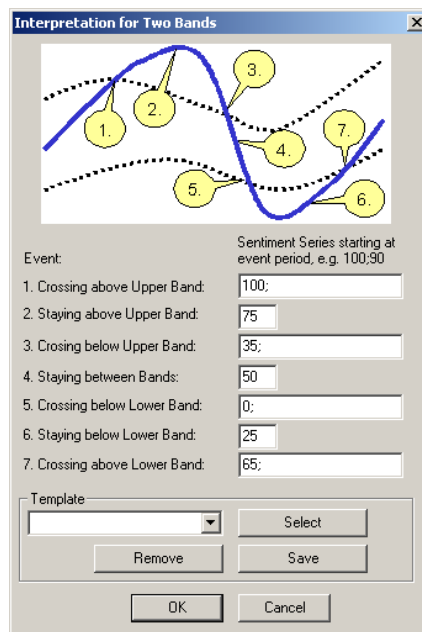 Interpretation for Two Bands
1.
2.
3.
4.
5.
6.
7.
Event:
Sentiment Series starting at
event period, e.g. 100;90
1. Crossing above Upper Band: 100;
2. Staying above Upper Band: 75
3. Crosing below Upper Band: 35;
4. Staying between Bands: 50
5. Crossing below Lower Band: 0;
6. Staying below Lower Band: 25
7. Crossing above Lower Band: 65;
Template
Select
Remove Save
OK Cancel